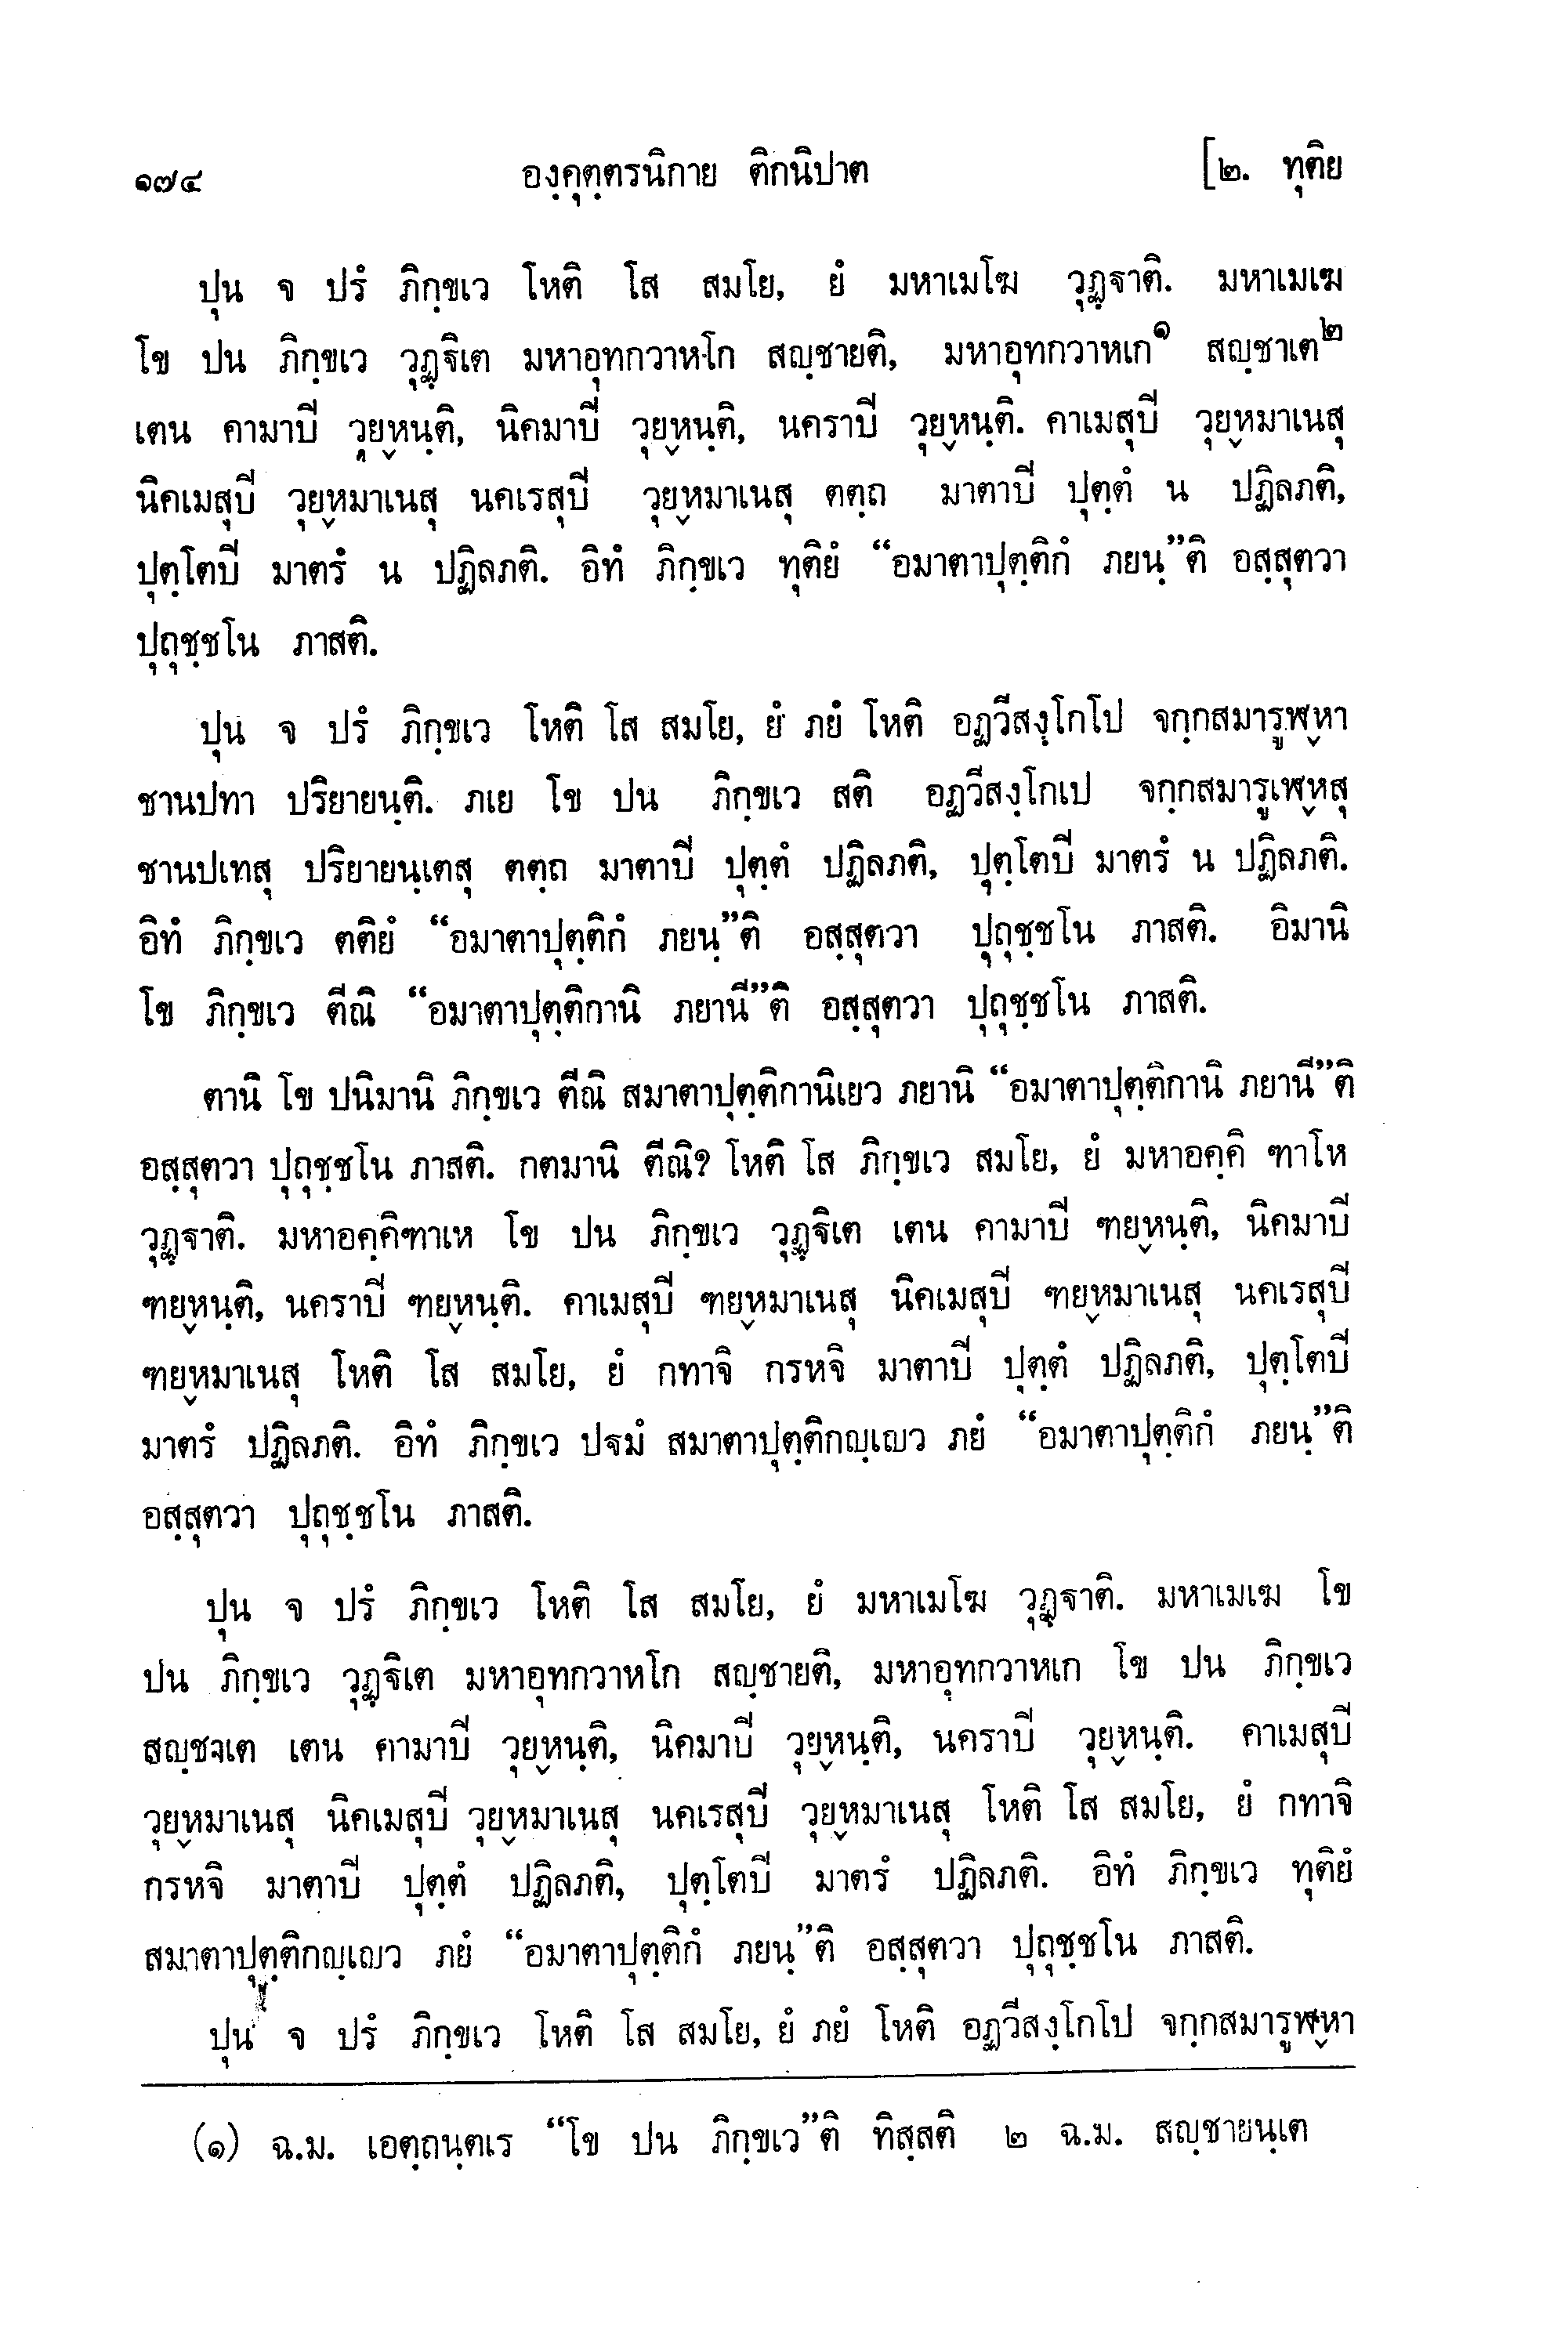 ๑๗๔ องฺคุตฺตรนิกาย ติกนิปาต [๒. ทุติย
ปุน จ ปรํ ภิกฺขเว โหติ โส สมโย, ยํ มหาเมโฆ วุฏฺฐาติ. มหาเมเฆ
โข ปน ภิกฺขเว วุฏฺฐิเต มหาอุทกวาหโก สญฺชายติ, มหาอุทกวาหเก๑ สญฺชาเต๒
เตน คามาปี วุยฺหนฺติ, นิคมาปี วุยฺหนฺติ, นคราปี วุยฺหนฺติ. คาเมสุปี วุยฺหมาเนสุ
นิคเมสุปี วุยฺหมาเนสุ นคเรสุปี วุยฺหมาเนสุ ตตฺถ มาตาปี ปุตฺตํ น ปฏิลภติ,
ปุตฺโตปี มาตรํ น ปฏิลภติ. อิทํ ภิกฺขเว ทุติยํ “อมาตาปุตฺติกํ ภยนฺ”ติ อสฺสุตวา
ปุถุชฺชโน ภาสติ.
ปุน จ ปรํ ภิกฺขเว โหติ โส สมโย, ยํ ภยํ โหติ อฏวีสงฺโกโป จกฺกสมารูฬฺหา
ชานปทา ปริยายนฺติ. ภเย โข ปน ภิกฺขเว สติ อฏวีสงฺโกเป จกฺกสมารูเฬฺหสุ
ชานปเทสุ ปริยายนฺเตสุ ตตฺถ มาตาปี ปุตฺตํ ปฏิลภติ, ปุตฺโตปี มาตรํ น ปฏิลภติ.
อิทํ ภิกฺขเว ตติยํ “อมาตาปุตฺติกํ ภยนฺ”ติ อสฺสุตวา ปุถุชฺชโน ภาสติ. อิมานิ
โข ภิกฺขเว ตีณิ “อมาตาปุตฺติกานิ ภยานี”ติ อสฺสุตวา ปุถุชฺชโน ภาสติ.
ตานิ โข ปนิมานิ ภิกฺขเว ตีณิ สมาตาปุตฺติกานิเยว ภยานิ “อมาตาปุตฺติกานิ ภยานี”ติ
อสฺสุตวา ปุถุชฺชโน ภาสติ. กตมานิ ตีณิ? โหติ โส ภิกฺขเว สมโย, ยํ มหาอคฺคิ ฑาโห
วุฏฺฐาติ. มหาอคฺคิฑาเห โข ปน ภิกฺขเว วุฏฺฐิเต เตน คามาปี ฑยฺหนฺติ, นิคมาปี
ฑยฺหนฺติ, นคราปี ฑยฺหนฺติ. คาเมสุปี ฑยฺหมาเนสุ นิคเมสุปี ฑยฺหมาเนสุ นคเรสุปี
ฑยฺหมาเนสุ โหติ โส สมโย, ยํ กทาจิ กรหจิ มาตาปี ปุตฺตํ ปฏิลภติ, ปุตฺโตปี
มาตรํ ปฏิลภติ. อิทํ ภิกฺขเว ปฐมํ สมาตาปุตฺติกญฺเญว ภยํ “อมาตาปุตฺติกํ ภยนฺ”ติ
อสฺสุตวา ปุถุชฺชโน ภาสติ.
ปุน จ ปรํ ภิกฺขเว โหติ โส สมโย, ยํ มหาเมโฆ วุฏฺฐาติ. มหาเมเฆ โข
ปน ภิกฺขเว วุฏฺฐิเต มหาอุทกวาหโก สญฺชายติ, มหาอุทกวาหเก โข ปน ภิกฺขเว
สญฺชาเต เตน คามาปี วุยฺหนฺติ, นิคมาปี วุยฺหนฺติ, นคราปี วุยฺหนฺติ. คาเมสุปี
วุยฺหมาเนสุ นิคเมสุปี วุยฺหมาเนสุ นคเรสุปี วุยฺหมาเนสุ โหติ โส สมโย, ยํ กทาจิ
กรหจิ มาตาปี ปุตฺตํ ปฏิลภติ, ปุตฺโตปี มาตรํ ปฏิลภติ. อิทํ ภิกฺขเว ทุติยํ
สมาตาปุตฺติกญฺเญว ภยํ “อมาตาปุตฺติกํ ภยนฺ”ติ อสฺสุตวา ปุถุชฺชโน ภาสติ.
ปุน จ ปรํ ภิกฺขเว โหติ โส สมโย, ยํ ภยํ โหติ อฏวีสงฺโกโป จกฺกสมารูฬฺหา
(๑) ฉ.ม. เอตฺถนฺตเร “โข ปน ภิกฺขเว”ติ ทิสฺสติ ๒ ฉ.ม. สญฺชายนฺเต